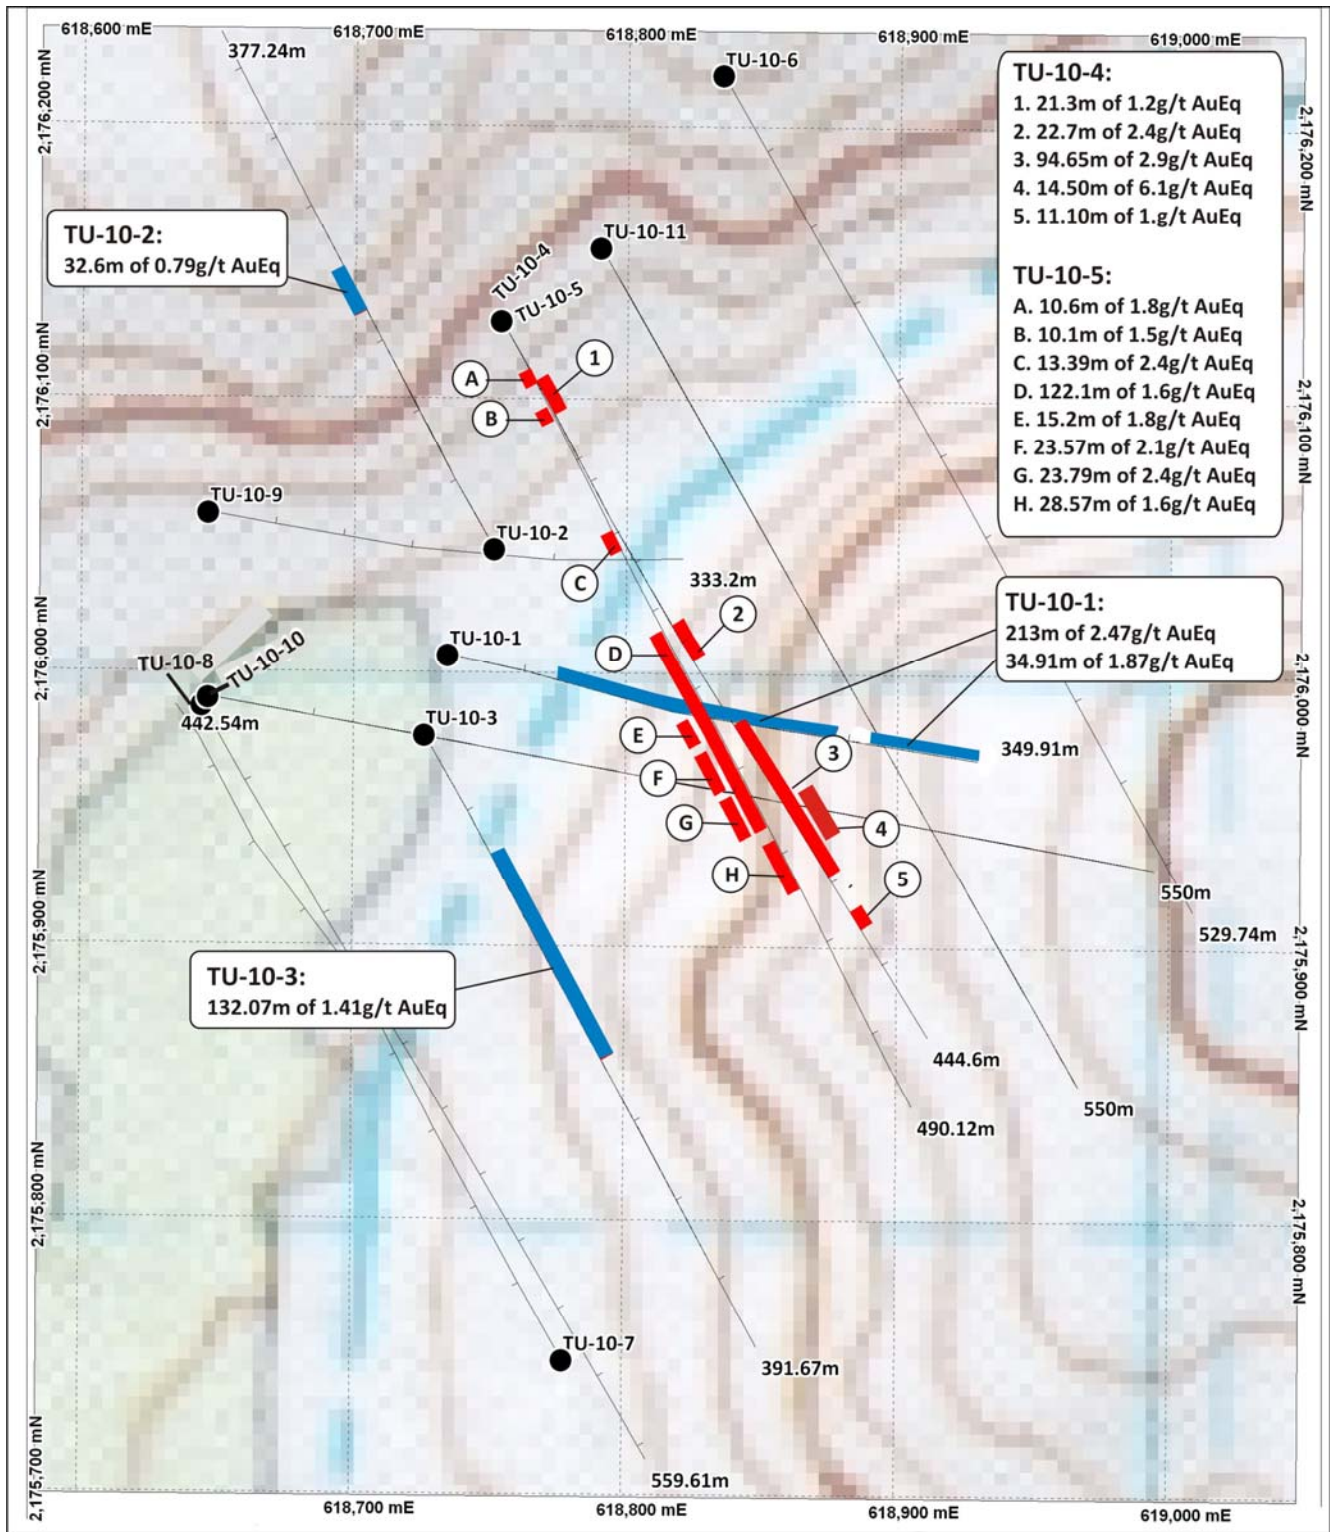 618,600 mE
618,700 mE
618,800 mE
618,900 mE
619,000 mE
377.24m
TU-10-6
TU-10-4:
1. 21.3m of 1.2g/t AuEq
2. 22.7m of 2.4g/t AuEq
3. 94.65m of 2.9g/t AuEq
4. 14.50m of 6.1g/t AuEq
5. 11.10m of 1.g/t AuEq
TU-10-5:
A. 10.6m of 1.8g/t AuEq
B. 10.1m of 1.5g/t AuEq
C. 13.39m of 2.4g/t AuEq
D. 122.1m of 1.6g/t AuEq
E. 15.2m of 1.8g/t AuEq
F. 23.57m of 2.1g/t AuEq
G. 23.79m of 2.4g/t AuEq
H. 28.57m of 1.6g/t AuEq
2,176,200 mN
2,176,200 mN
TU-10-2:
32.6m of 0.79g/t AuEq
TU-10-11
TU-10-4
TU-10-5
1
A
B
2,176,100 mN
2,176,100 mN
TU-10-9
TU-10-2
C
333.2m
2
TU-10-1:
213m of 2.47g/t AuEq
34.91m of 1.87g/t AuEq
TU-10-1
D
TU-10-8
TU-10-10
442.54m
2,176,000 mN
2,176,000 mN
TU-10-3
E
3
349.91m
F
G
4
H
5
550m
529.74m
2,175,900 mN
2,175,900 mN
TU-10-3:
132.07m of 1.41g/t AuEq
444.6m
550m
490.12m
2,175,800 mN
2,175,800 mN
TU-10-7
391.67m
559.61m
2,175,700 mN
618,700 mE
618,800 mE
618,900 mE
619,000 mE